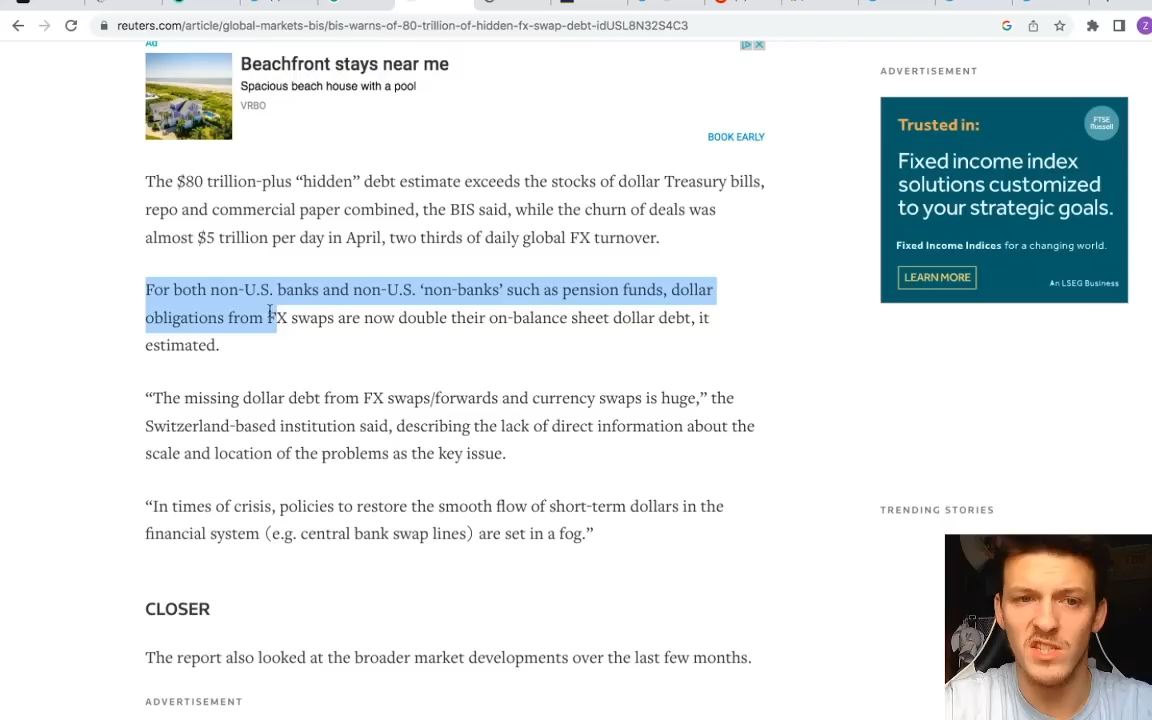 reuters.com/article/global-markets-bis/bis-warns-of-80-trillion-of-hidden-fx-swap-debt-idUSL8N32S4C3
Z
Ad
Beachfront stays near me
Spacious beach house with a pool
VRBO
BOOK EARLY
The $80 trillion-plus “hidden” debt estimate exceeds the stocks of dollar Treasury bills,
repo and commercial paper combined, the BIS said, while the churn of deals was
almost $5 trillion per day in April, two thirds of daily global FX turnover.
For both non-U.S. banks and non-U.S. ‘non-banks’ such as pension funds, dollar
obligations from FX swaps are now double their on-balance sheet dollar debt, it
estimated.
“The missing dollar debt from FX swaps/forwards and currency swaps is huge,” the
Switzerland-based institution said, describing the lack of direct information about the
scale and location of the problems as the key issue.
“In times of crisis, policies to restore the smooth flow of short-term dollars in the
financial system (e.g. central bank swap lines) are set in a fog.”
CLOSER
The report also looked at the broader market developments over the last few months.
ADVERTISEMENT
ADVERTISEMENT
Trusted in:
FTSE
Russell
Fixed income index
solutions customized
to your strategic goals.
Fixed Income Indices for a changing world.
LEARN MORE
An LSEG Business
TRENDING STORIES